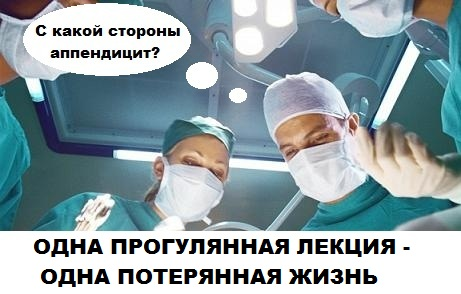 С какой стороны
аппендицит?
ОДНА ПРОГУЛЯННАЯ ЛЕКЦИЯ -
ОДНА ПОТЕРЯННАЯ ЖИЗНЬ